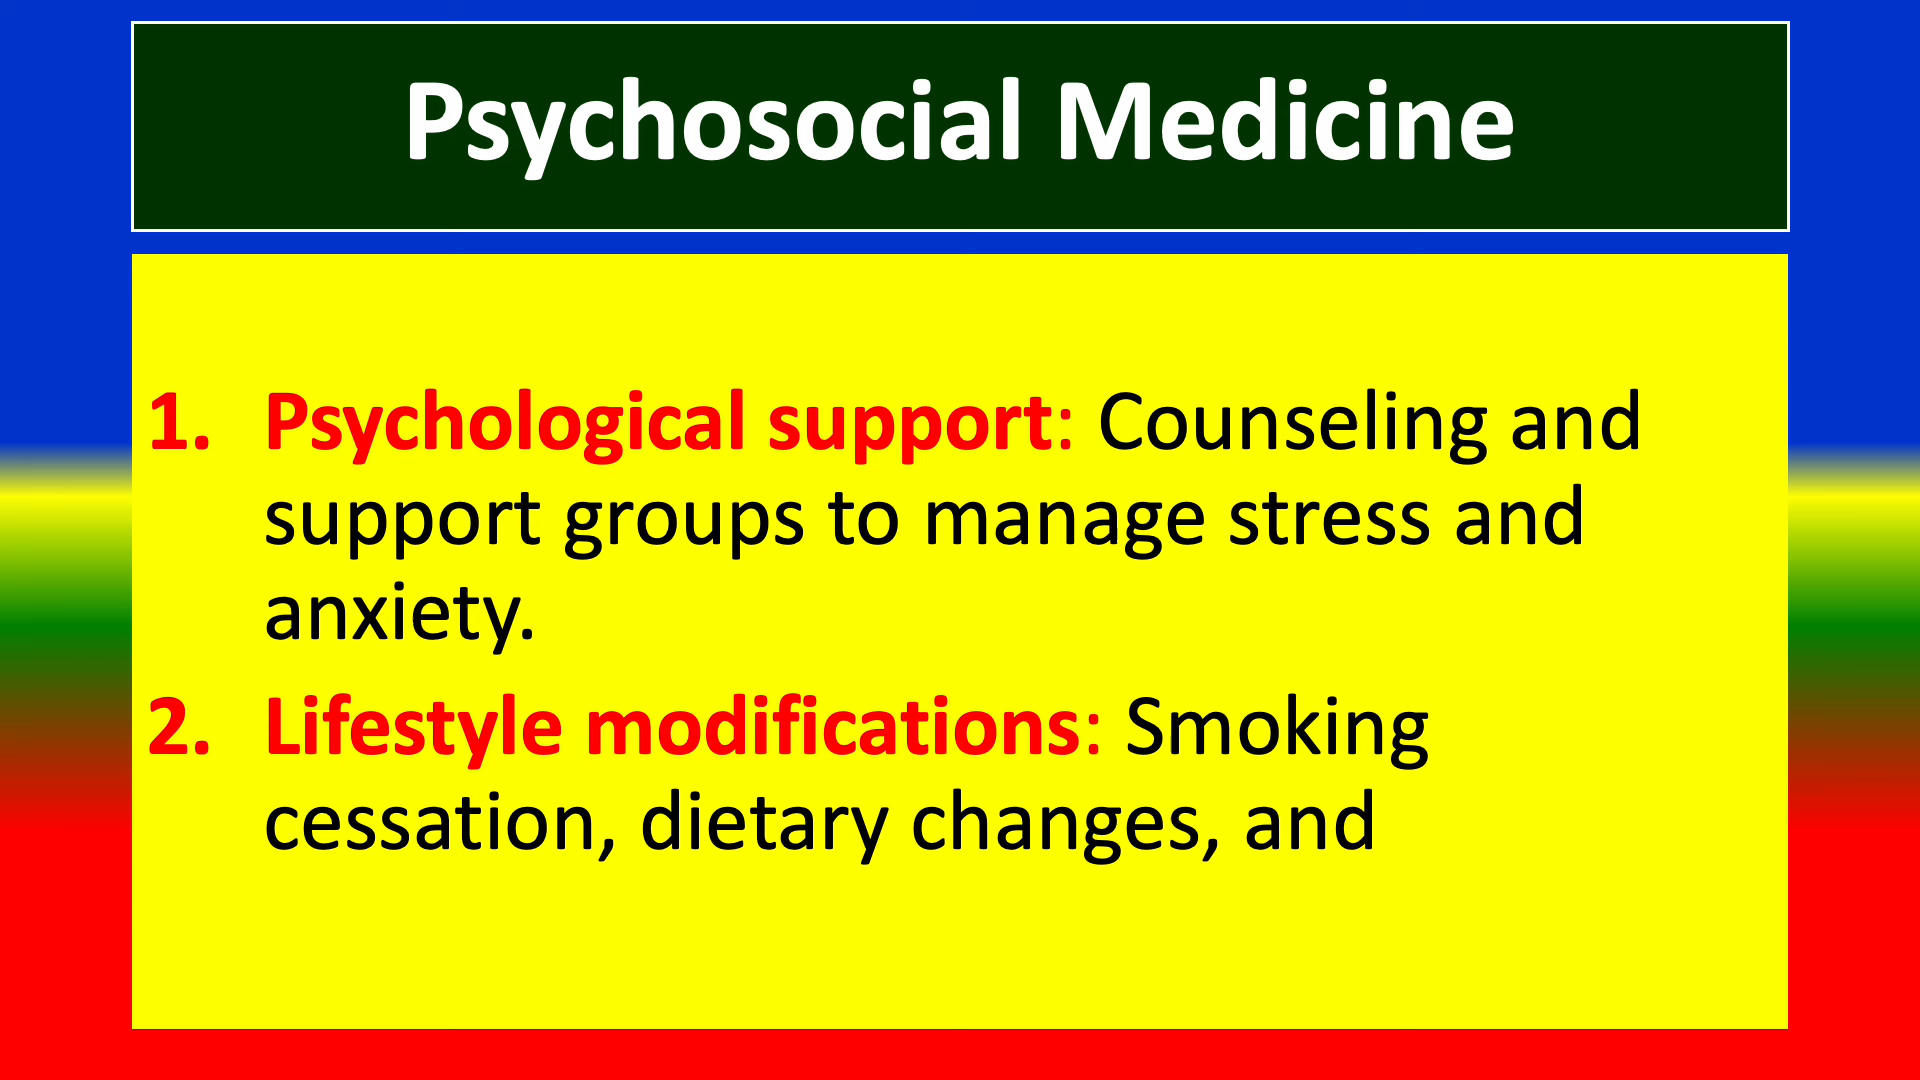 Psychosocial Medicine
1. Psychological support: Counseling and
support groups to manage stress and
anxiety.
2. Lifestyle modifications: Smoking
cessation, dietary changes, and